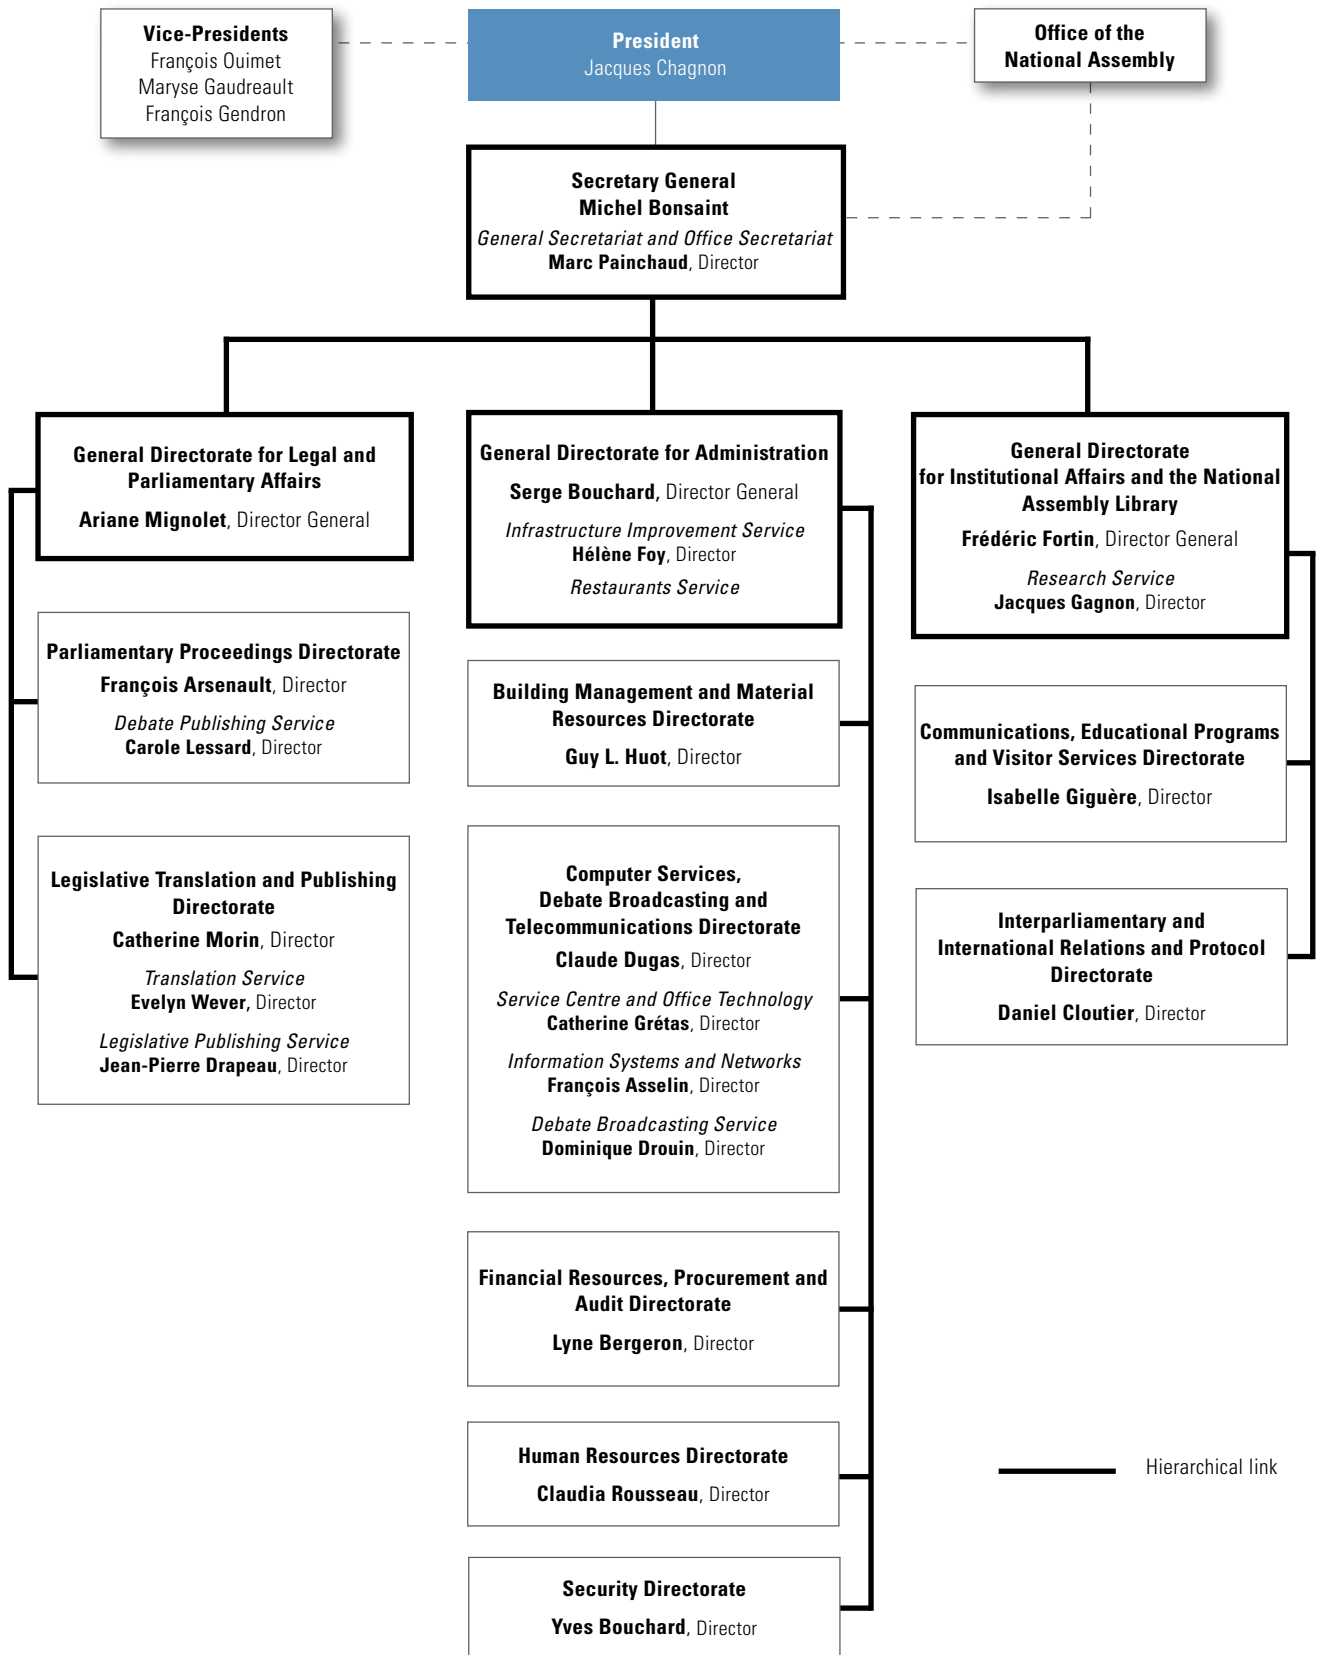 Vice-Presidents
François Ouimet
Maryse Gaudreault
François Gendron
President
Jacques Chagnon
Office of the
National Assembly
Secretary General
Michel Bonsaint
General Secretariat and Office Secretariat
Marc Painchaud, Director
General Directorate for Legal and
Parliamentary Affairs
Ariane Mignolet, Director General
Parliamentary Proceedings Directorate
François Arsenault, Director
Debate Publishing Service
Carole Lessard, Director
Legislative Translation and Publishing
Directorate
Catherine Morin, Director
Translation Service
Evelyn Wever, Director
Legislative Publishing Service
Jean-Pierre Drapeau, Director
General Directorate for Administration
Serge Bouchard, Director General
Infrastructure Improvement Service
Hélène Foy, Director
Restaurants Service
Building Management and Material
Resources Directorate
Guy L. Huot, Director
Computer Services,
Debate Broadcasting and
Telecommunications Directorate
Claude Dugas, Director
Service Centre and Office Technology
Catherine Grétas, Director
Information Systems and Networks
François Asselin, Director
Debate Broadcasting Service
Dominique Drouin, Director
Financial Resources, Procurement and
Audit Directorate
Lyne Bergeron, Director
Human Resources Directorate
Claudia Rousseau, Director
Security Directorate
Yves Bouchard, Director
General Directorate
for Institutional Affairs and the National
Assembly Library
Frédéric Fortin, Director General
Research Service
Jacques Gagnon, Director
Communications, Educational Programs
and Visitor Services Directorate
Isabelle Giguère, Director
Interparliamentary and
International Relations and Protocol
Directorate
Daniel Cloutier, Director
Hierarchical link